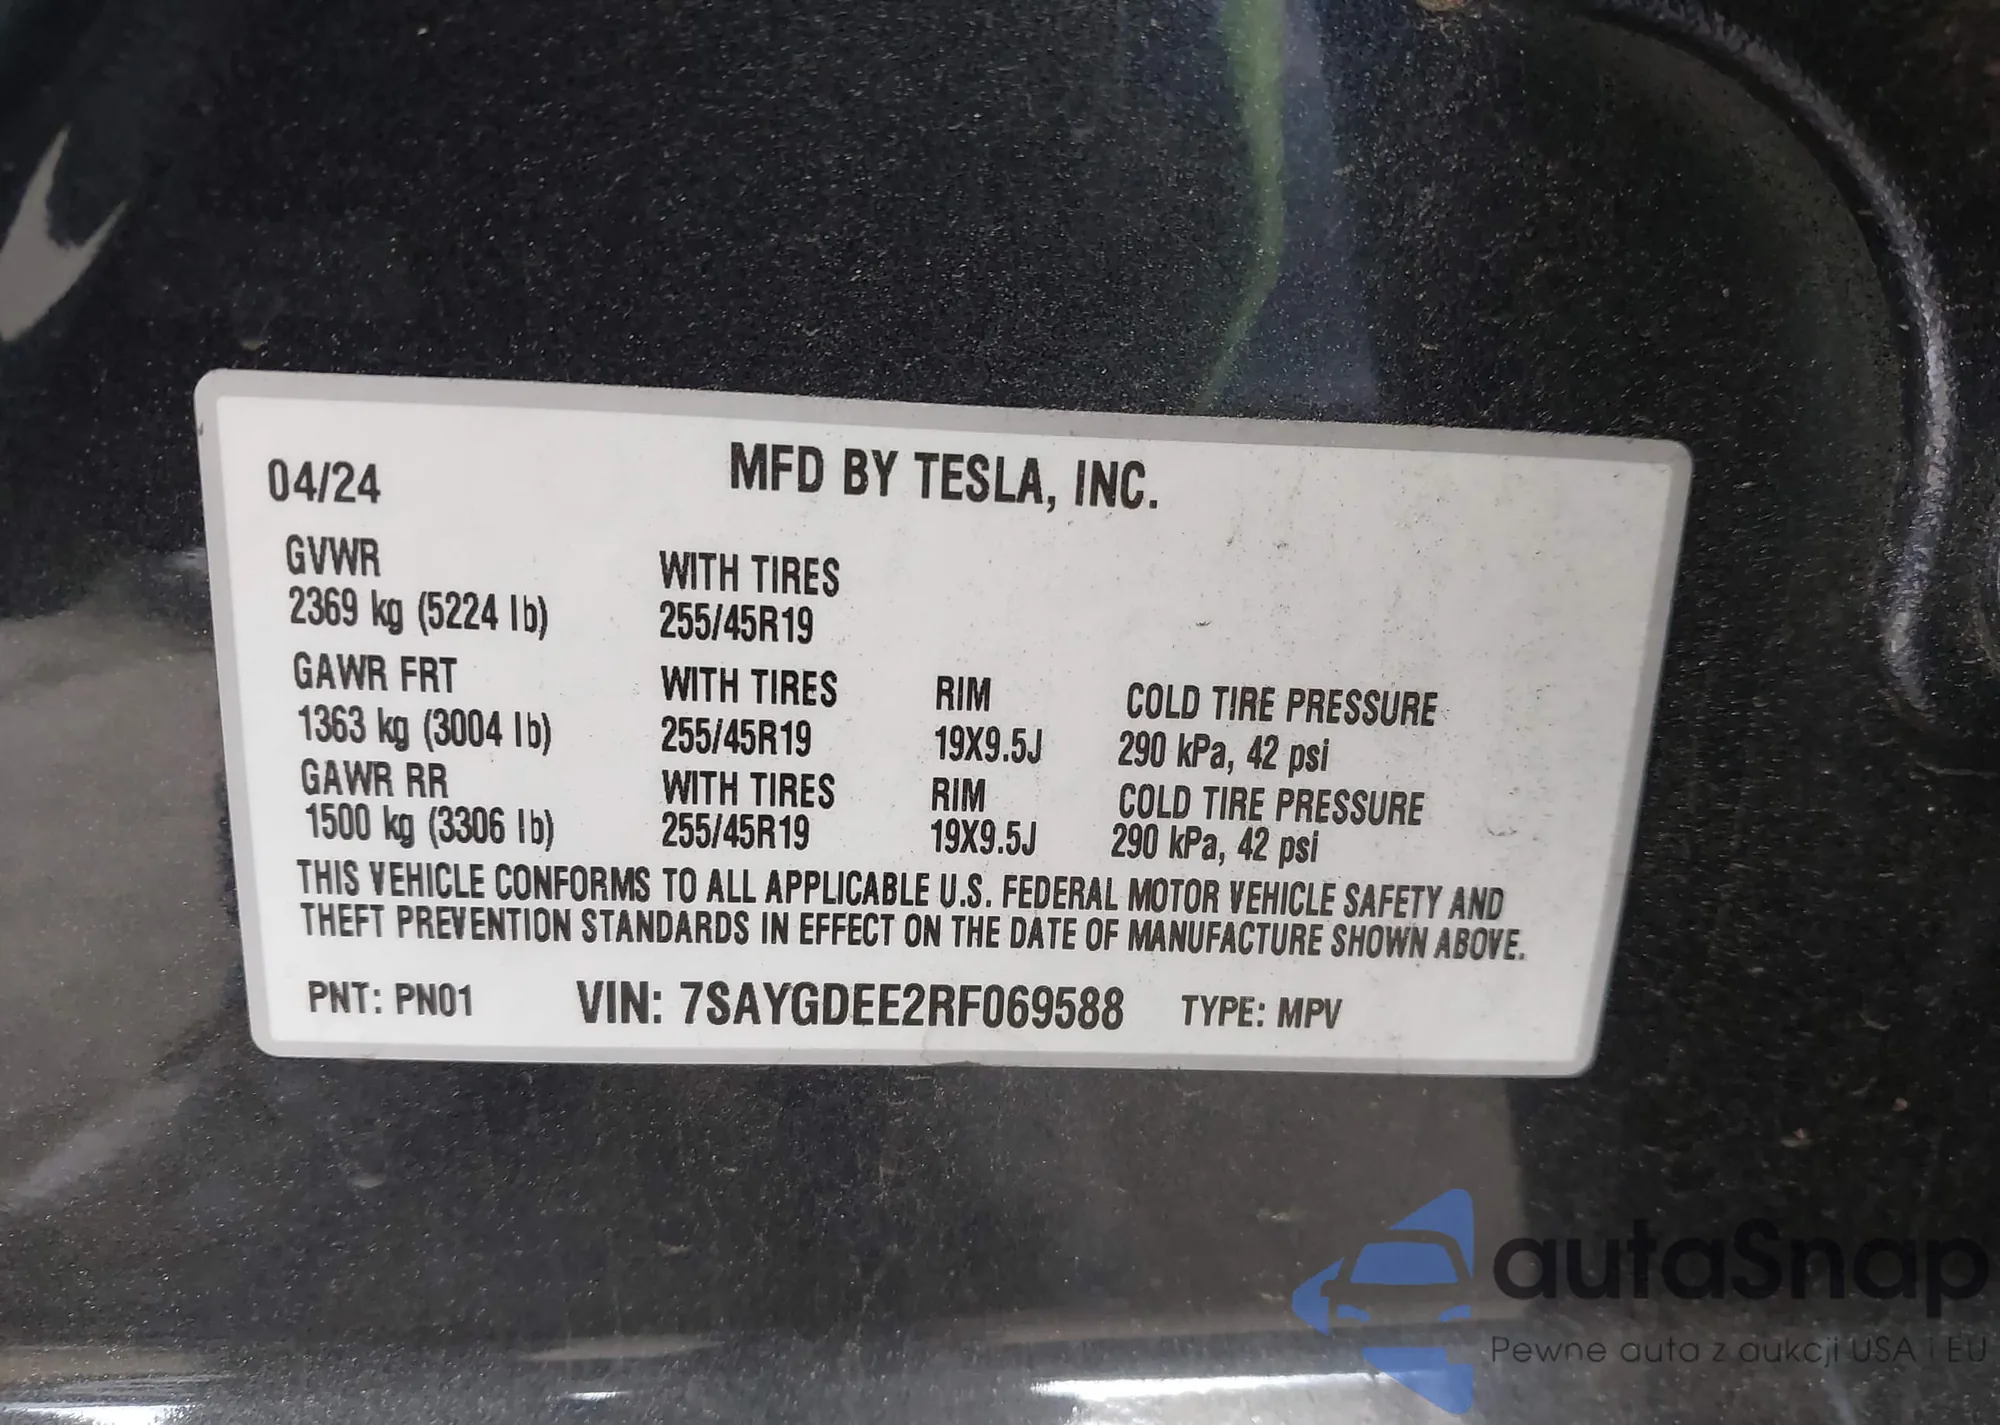 04/24 MFD BY TESLA, INC.
GVWR WITH TIRES
2369 kg (5224 lb) 255/45R19
GAWR FRT WITH TIRES RIM COLD TIRE PRESSURE
1363 kg (3004 lb) 255/45R19 19X9.5J 290 kPa, 42 psi
GAWR RR WITH TIRES RIM COLD TIRE PRESSURE
1500 kg (3306 lb) 255/45R19 19X9.5J 290 kPa, 42 psi
THIS VEHICLE CONFORMS TO ALL APPLICABLE U.S. FEDERAL MOTOR VEHICLE SAFETY AND
THEFT PREVENTION STANDARDS IN EFFECT ON THE DATE OF MANUFACTURE SHOWN ABOVE.
PNT: PN01 VIN: 7SAYGDEE2RF069588 TYPE: MPV
autaSnap
Pewne auta z aukcji USA i EU